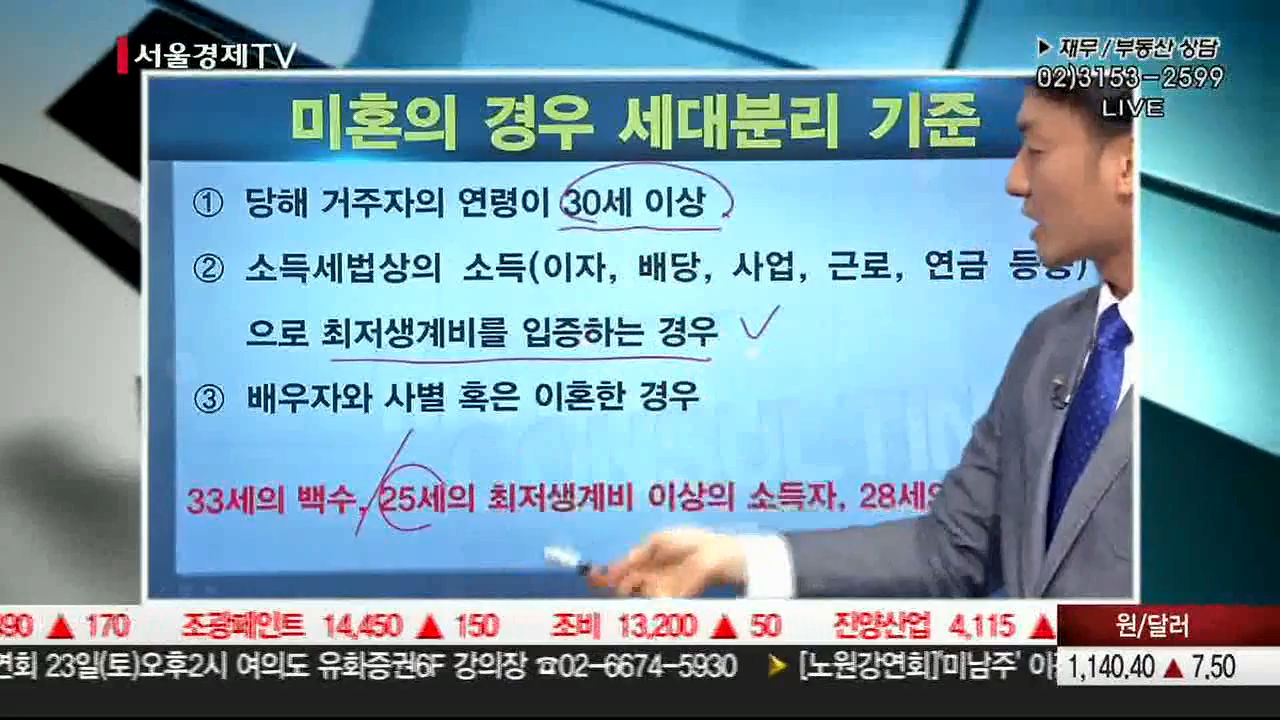 서울경제TV
▶ 재무/부동산 상담
02)3153-2599
LIVE
미혼의 경우 세대분리 기준
① 당해 거주자의 연령이 30세 이상
② 소득세법상의 소득(이자, 배당, 사업, 근로, 연금 등등)
으로 최저생계비를 입증하는 경우
③ 배우자와 사별 혹은 이혼한 경우
CONSULTIN
33세의 백수, 25세의 최저생계비 이상의 소득자, 28세의
390 ▲ 170 조광페인트 14,450 ▲ 150 조비 13,200 ▲ 50 진양산업 4,115 ▲
원/달러
연회 23일(토)오후2시 여의도 유화증권6F 강의장 ☎02-6674-5930 ▶ [노원강연회]'미남주'
1,140.40 ▲ 7.50